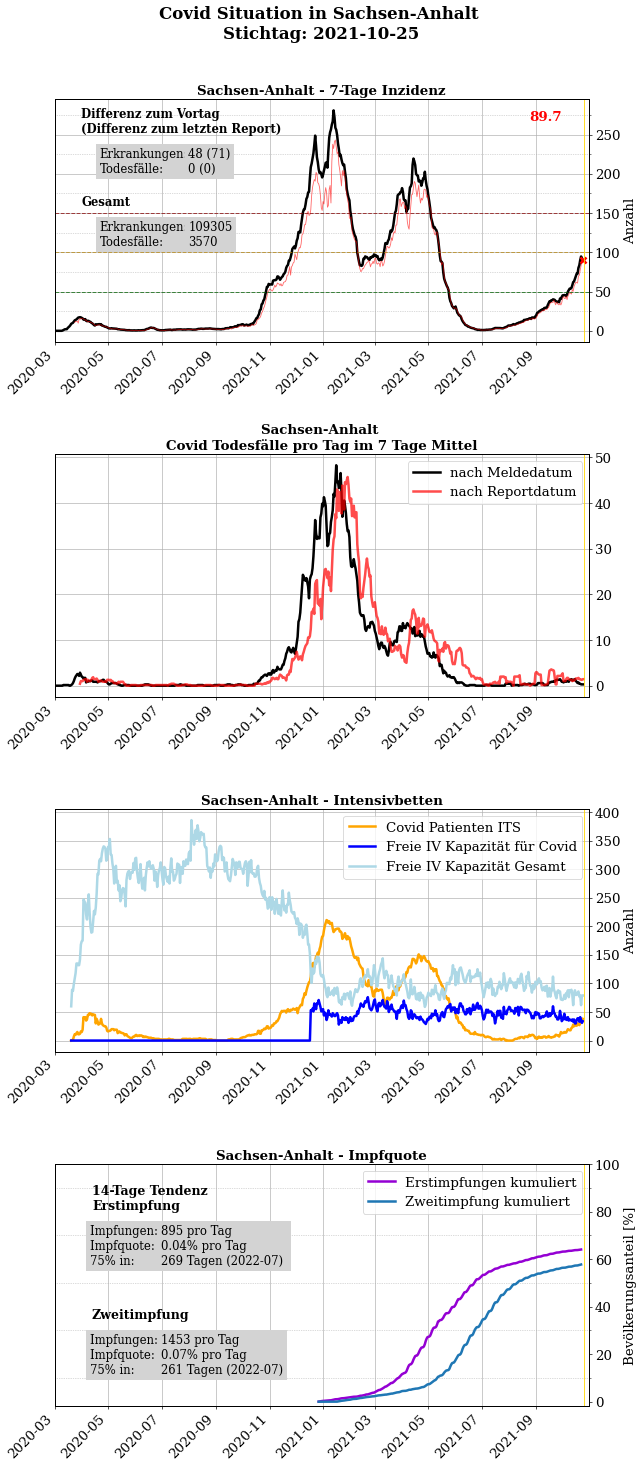 Covid Situation in Sachsen-Anhalt
Stichtag: 2021-10-25
Sachsen-Anhalt - 7-Tage Inzidenz
Differenz zum Vortag
(Differenz zum letzten Report)
Erkrankungen 48 (71)
Todesfälle: 0 (0)
Gesamt
Erkrankungen 109305
Todesfälle: 3570
89.7
250
200
150
100
50
0
Anzahl
2020-03 2020-05 2020-07 2020-09 2020-11 2021-01 2021-03 2021-05 2021-07 2021-09
Sachsen-Anhalt
Covid Todesfälle pro Tag im 7 Tage Mittel
nach Meldedatum
nach Reportdatum
50
40
30
20
10
0
2020-03 2020-05 2020-07 2020-09 2020-11 2021-01 2021-03 2021-05 2021-07 2021-09
Sachsen-Anhalt - Intensivbetten
Covid Patienten ITS
Freie IV Kapazität für Covid
Freie IV Kapazität Gesamt
400
350
300
250
200
150
100
50
0
Anzahl
2020-03 2020-05 2020-07 2020-09 2020-11 2021-01 2021-03 2021-05 2021-07 2021-09
Sachsen-Anhalt - Impfquote
14-Tage Tendenz
Erstimpfung
Impfungen: 895 pro Tag
Impfquote: 0.04% pro Tag
75% in: 269 Tagen (2022-07)
Zweitimpfung
Impfungen: 1453 pro Tag
Impfquote: 0.07% pro Tag
75% in: 261 Tagen (2022-07)
Erstimpfungen kumuliert
Zweitimpfung kumuliert
100
80
60
40
20
0
Bevölkerungsanteil [%]
2020-03 2020-05 2020-07 2020-09 2020-11 2021-01 2021-03 2021-05 2021-07 2021-09